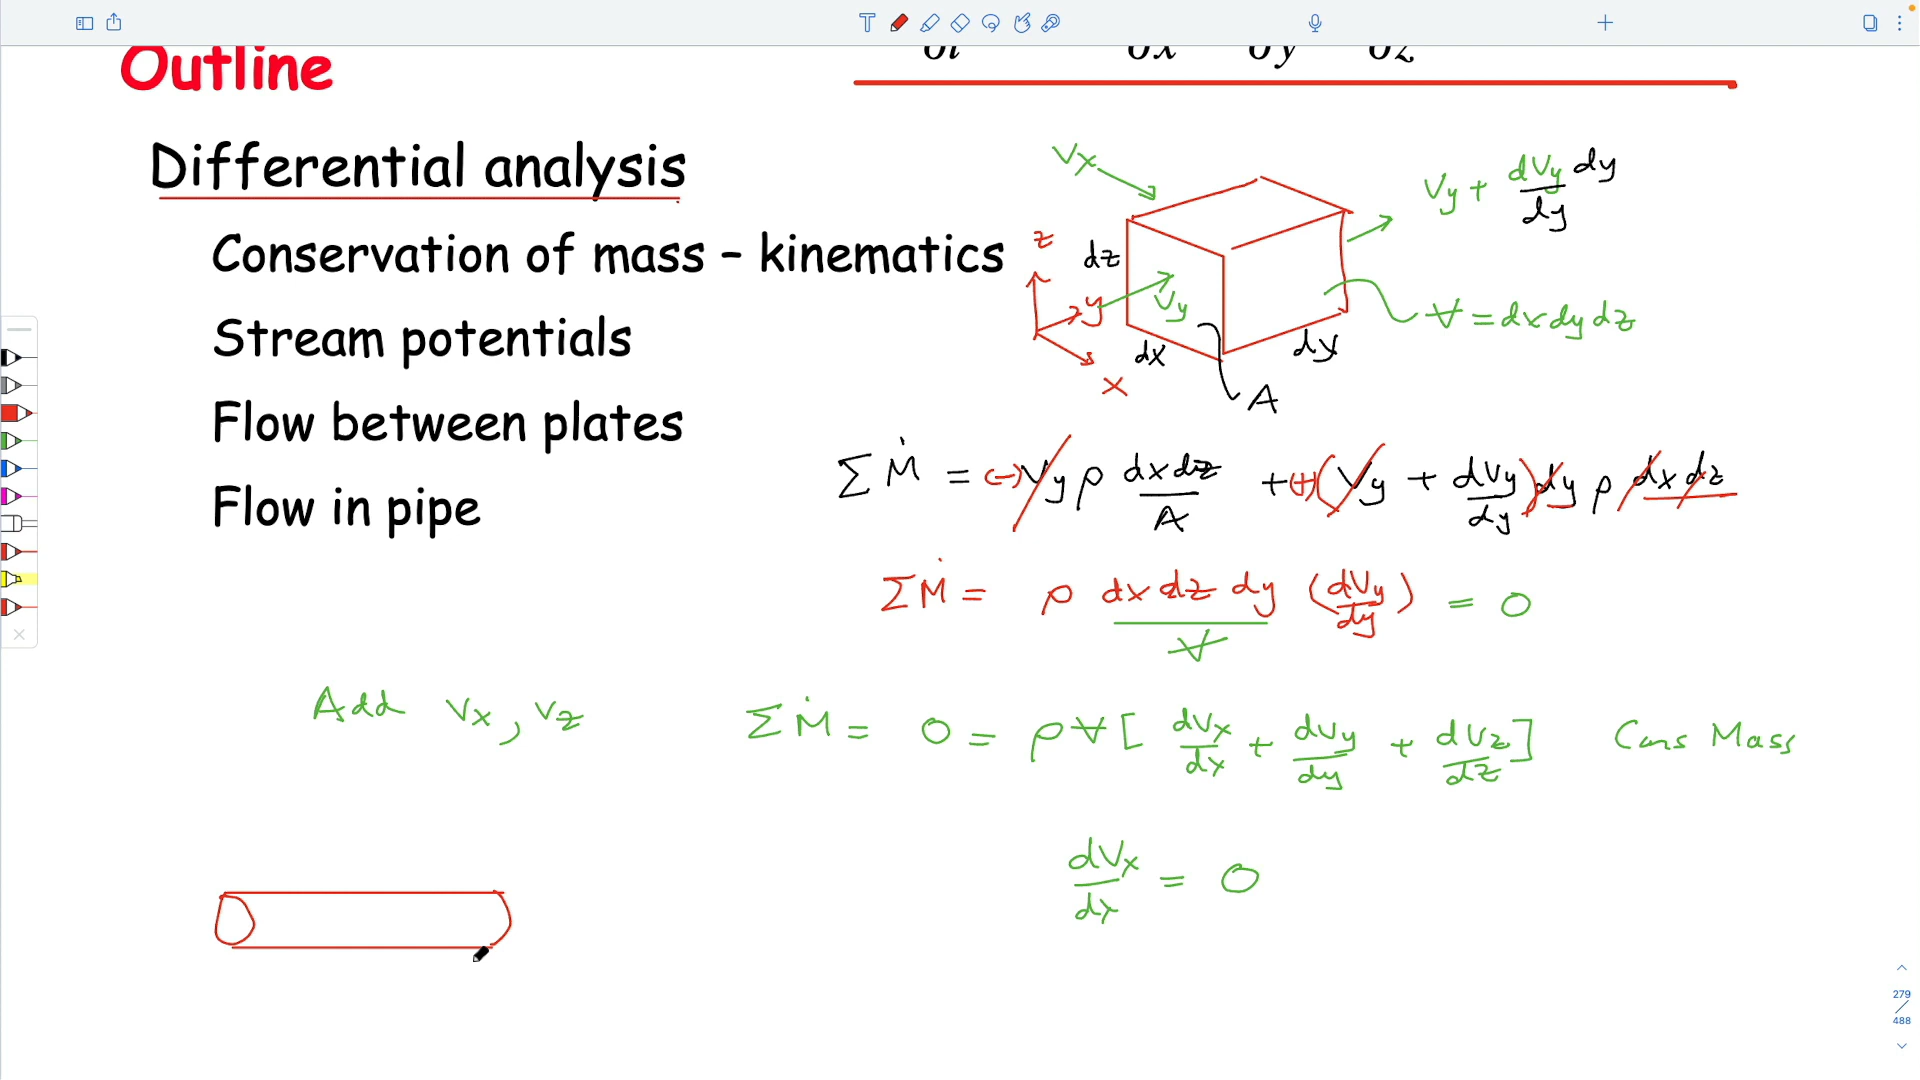 Outline
Differential analysis
Conservation of mass – kinematics
Stream potentials
Flow between plates
Flow in pipe
Vx
Vy + dVy/dy dy
z
dz
y
Vy
V = dx dy dz
dx
dy
x
A
Σ Ṁ = (-) Vy ρ dx dz / A + (+) (Vy + dVy/dy) dy ρ dx dz
Σ Ṁ = ρ dx dz dy (dVy/dy) = 0
V
Add Vx, Vz
Σ Ṁ = 0 = ρ V [ dVx/dx + dVy/dy + dVz/dz ] Cons Mass
dVx/dx = 0
279
488